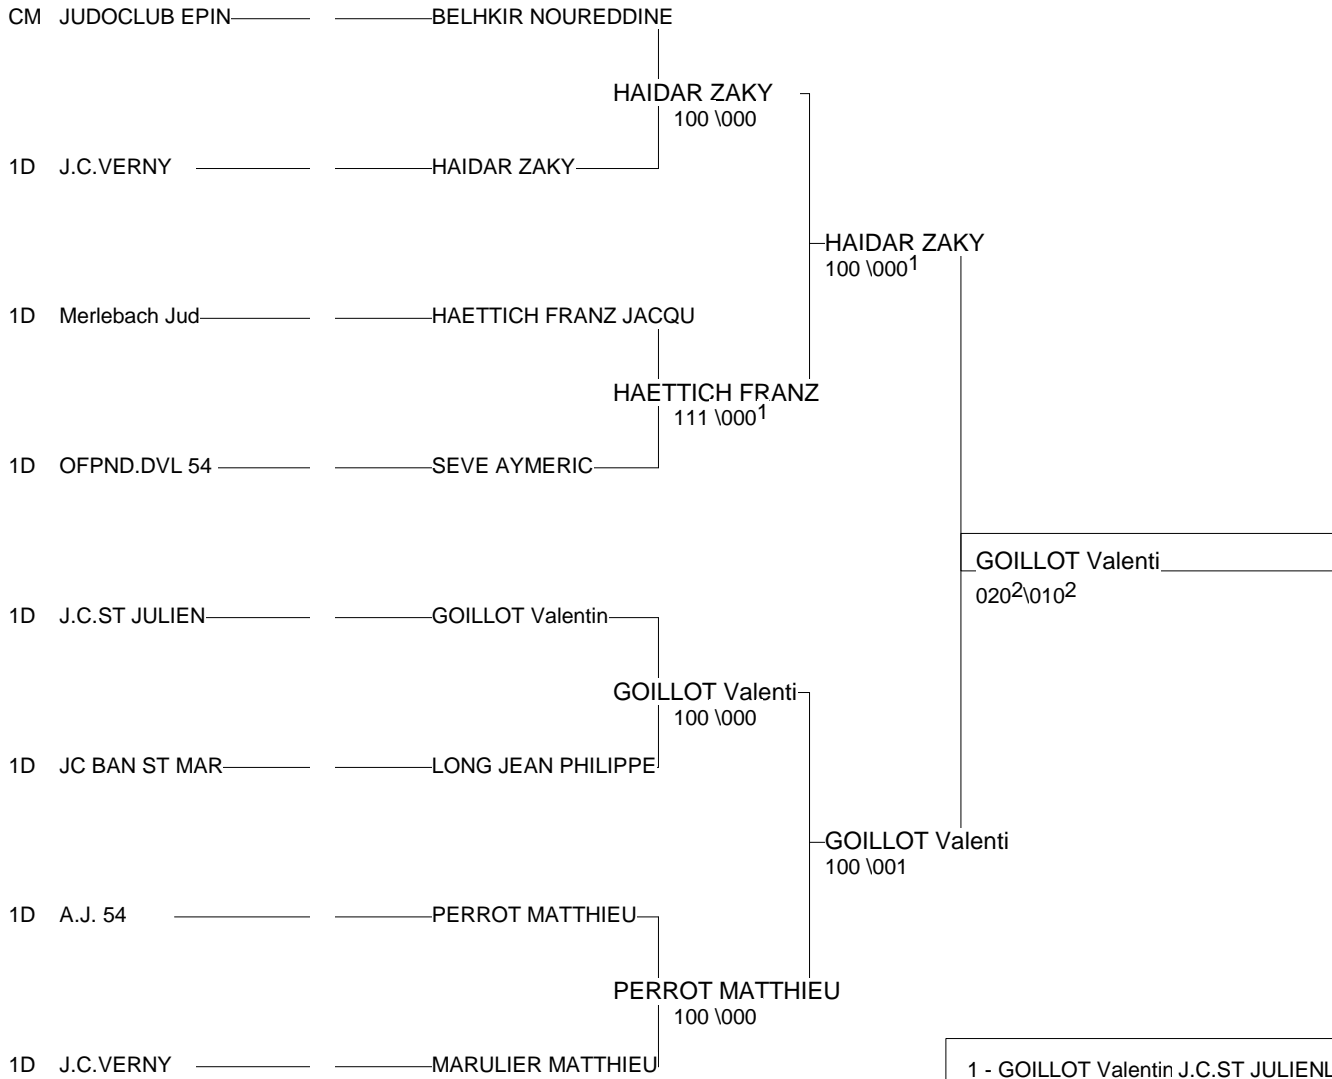 CM JUDOCLUB EPIN BELHKIR NOUREDDINE
HAIDAR ZAKY
100 \000
1D J.C.VERNY HAIDAR ZAKY
HAIDAR ZAKY
100 \000¹
1D Merlebach Jud HAETTICH FRANZ JACQU
HAETTICH FRANZ
111 \000¹
1D OFPND.DVL 54 SEVE AYMERIC
GOILLOT Valenti
020²\010²
1D J.C.ST JULIEN GOILLOT Valentin
GOILLOT Valenti
100 \000
1D JC BAN ST MAR LONG JEAN PHILIPPE
GOILLOT Valenti
100 \001
1D A.J. 54 PERROT MATTHIEU
PERROT MATTHIEU
100 \000
1D J.C.VERNY MARULIER MATTHIEU
1 - GOILLOT Valentin J.C.ST JULIENL